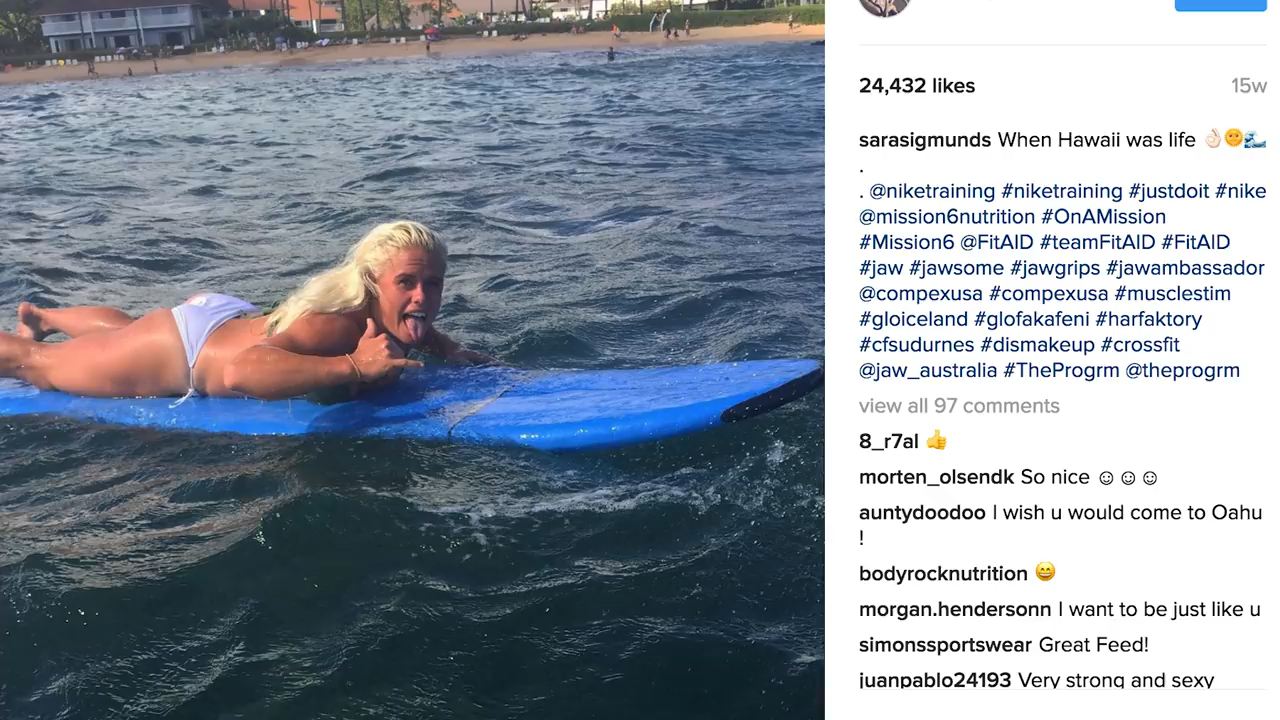 24,432 likes 15w
sarasigmunds When Hawaii was life 👌🏻🌞🌊
.
. @niketraining #niketraining #justdoit #nike
@mission6nutrition #OnAMission
#Mission6 @FitAID #teamFitAID #FitAID
#jaw #jawsome #jawgrips #jawambassador
@compexusa #compexusa #musclestim
#gloiceland #glofakafeni #harfaktory
#cfsudurnes #dismakeup #crossfit
@jaw_australia #TheProgrm @theprogrm
view all 97 comments
8_r7al 👍
morten_olsendk So nice ☺ ☺ ☺
auntydoodoo I wish u would come to Oahu
!
bodyrocknutrition 😄
morgan.hendersonn I want to be just like u
simonssportswear Great Feed!
juanpablo24193 Very strong and sexy